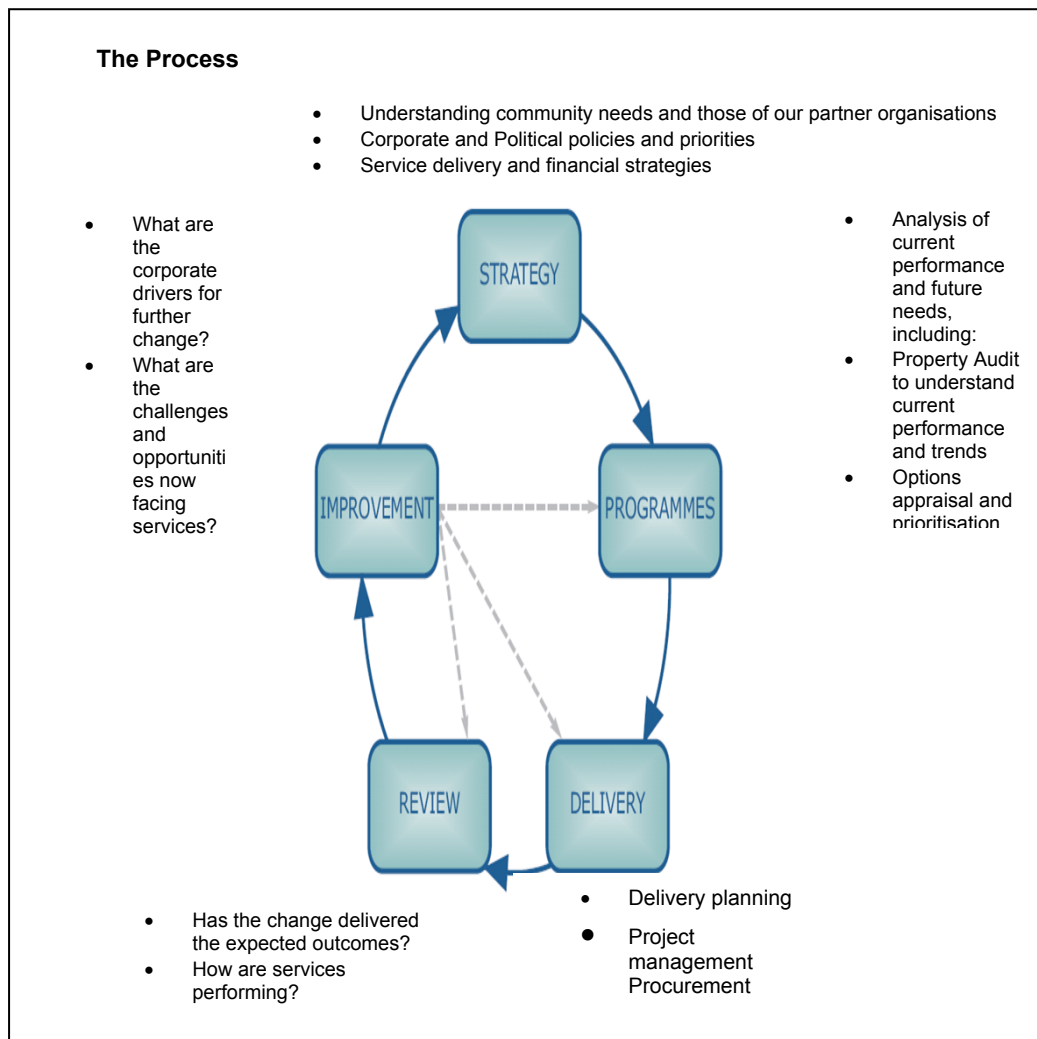 The Process
• Understanding community needs and those of our partner organisations
• Corporate and Political policies and priorities
• Service delivery and financial strategies
• What are
the
corporate
drivers for
further
change?
• What are
the
challenges
and
opportuniti
es now
facing
services?
• Analysis of
current
performance
and future
needs,
including:
• Property Audit
to understand
current
performance
and trends
• Options
appraisal and
prioritisation
STRATEGY
IMPROVEMENT
PROGRAMMES
REVIEW
DELIVERY
• Has the change delivered
the expected outcomes?
• How are services
performing?
• Delivery planning
• Project
management
Procurement